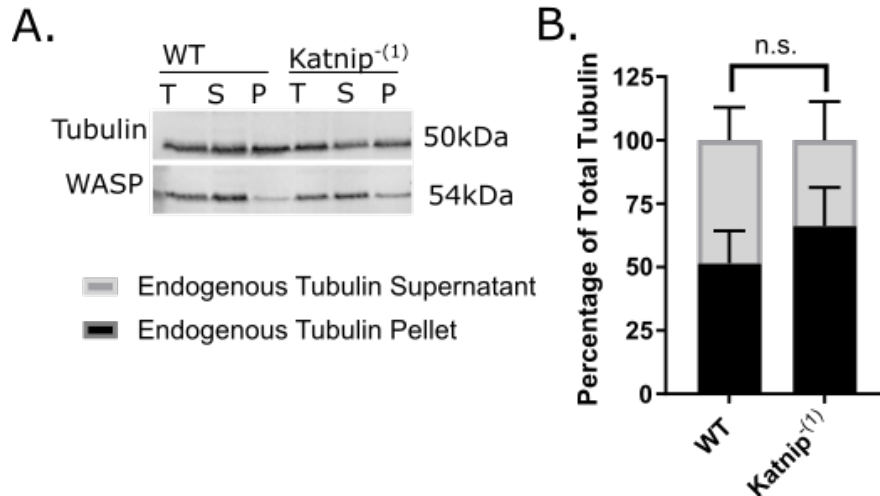 A.
WT Katnip-(1)
T S P T S P
Tubulin 50kDa
WASP 54kDa
Endogenous Tubulin Supernatant
Endogenous Tubulin Pellet
B.
n.s.
Percentage of Total Tubulin
125
100
75
50
25
0
WT
Katnip-(1)